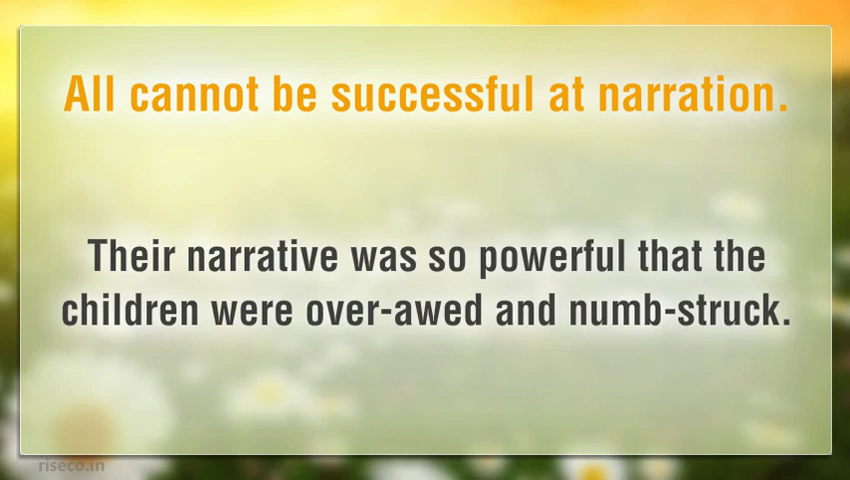 All cannot be successful at narration.
Their narrative was so powerful that the
children were over-awed and numb-struck.
riseco.in